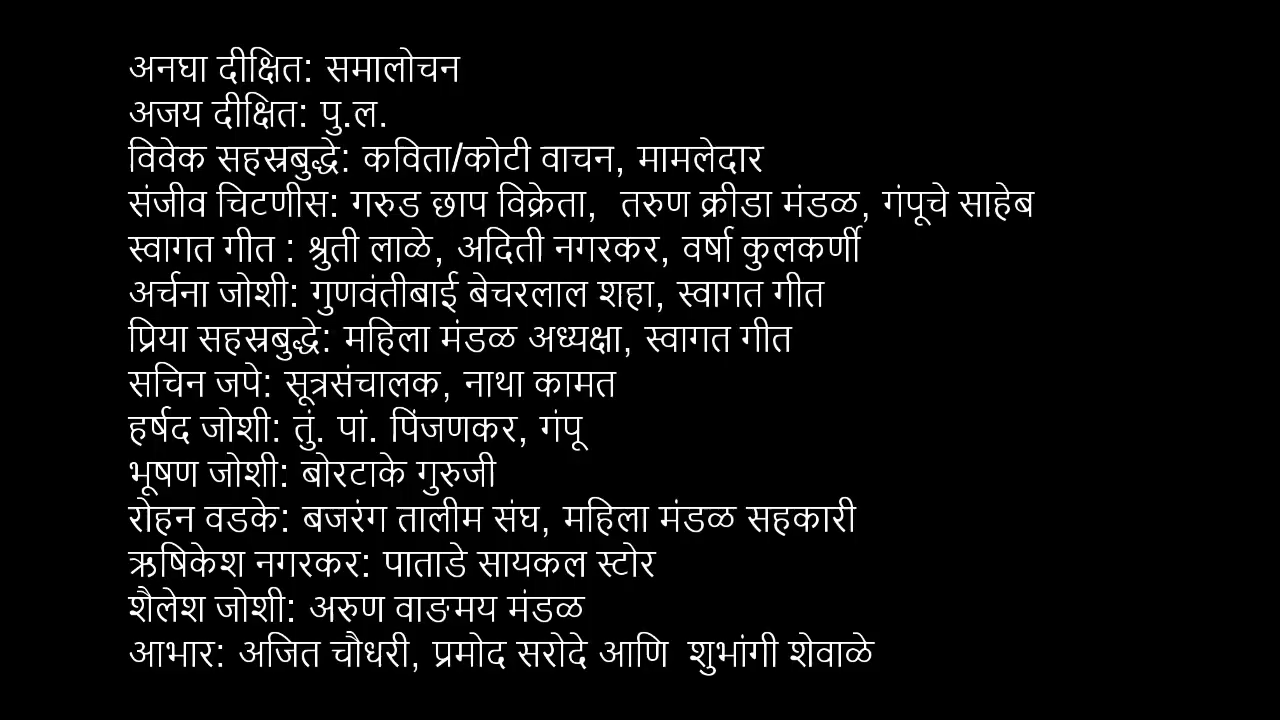 अनघा दीक्षित: समालोचन
अजय दीक्षित: पु.ल.
विवेक सहस्रबुद्धे: कविता/कोटी वाचन, मामलेदार
संजीव चिटणीस: गरुड छाप विक्रेता, तरुण क्रीडा मंडळ, गंपूचे साहेब
स्वागत गीत : श्रुती लाळे, अदिती नगरकर, वर्षा कुलकर्णी
अर्चना जोशी: गुणवंतीबाई बेचरलाल शहा, स्वागत गीत
प्रिया सहस्रबुद्धे: महिला मंडळ अध्यक्षा, स्वागत गीत
सचिन जपे: सूत्रसंचालक, नाथा कामत
हर्षद जोशी: तुं. पां. पिंजणकर, गंपू
भूषण जोशी: बोरटाके गुरुजी
रोहन वडके: बजरंग तालीम संघ, महिला मंडळ सहकारी
ऋषिकेश नगरकर: पाताडे सायकल स्टोर
शैलेश जोशी: अरुण वाङमय मंडळ
आभार: अजित चौधरी, प्रमोद सरोदे आणि शुभांगी शेवाळे